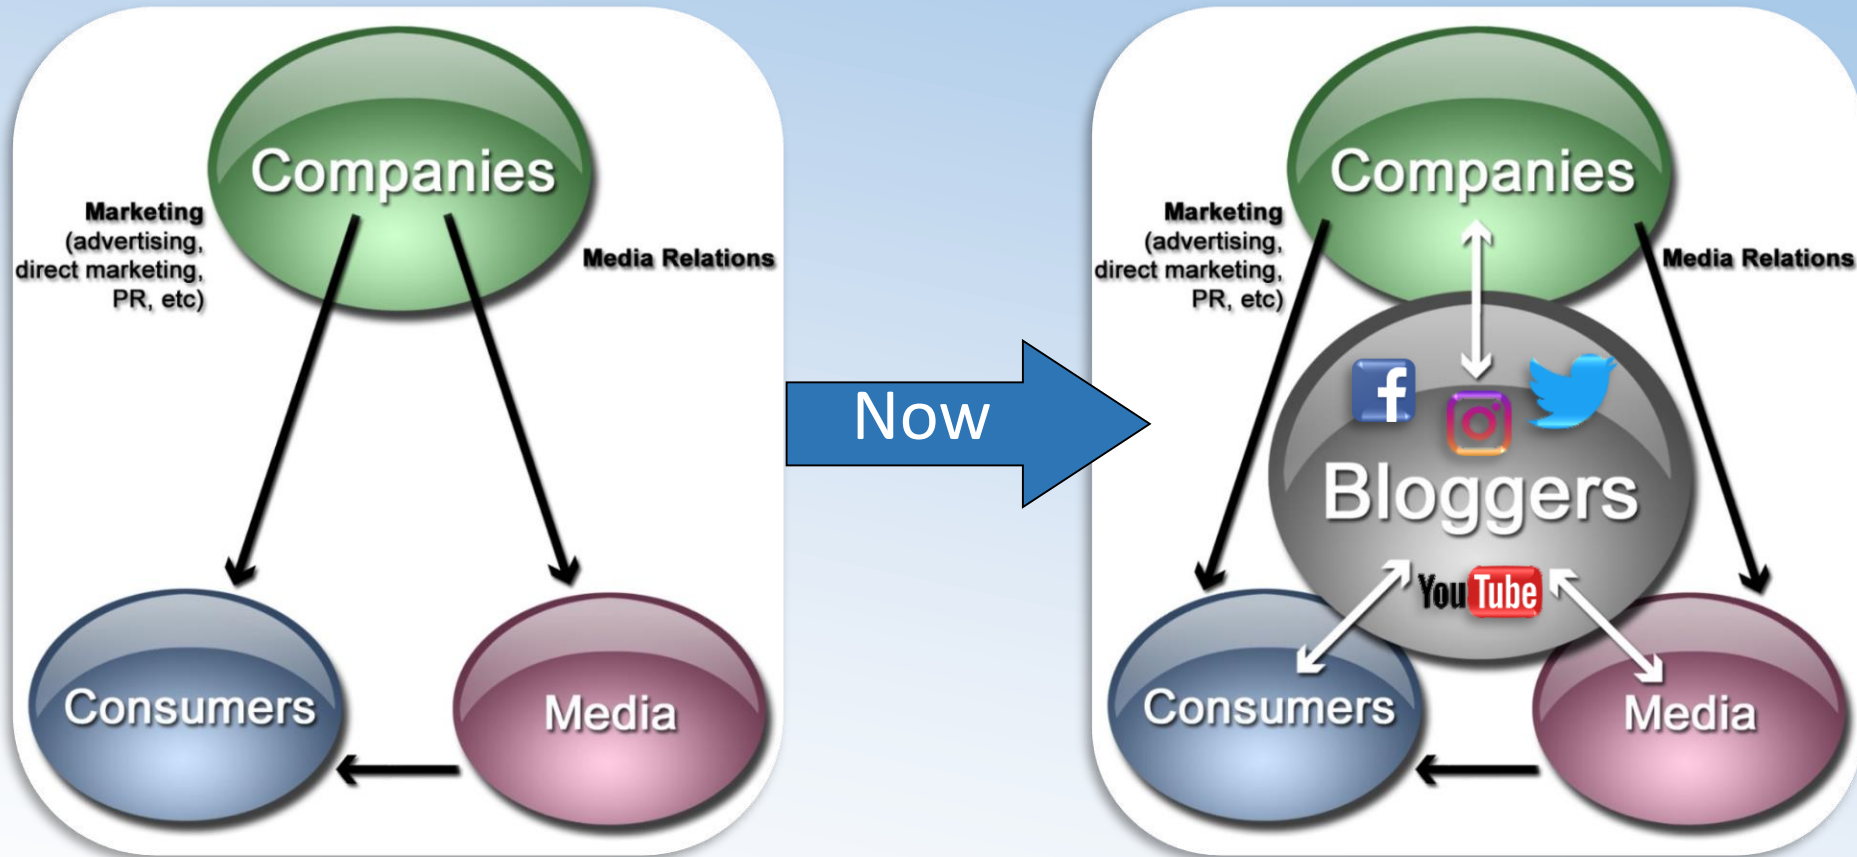 Companies
Marketing
(advertising,
direct marketing,
PR, etc)
Media Relations
Consumers
Media
Now
Companies
Marketing
(advertising,
direct marketing,
PR, etc)
Media Relations
f
Bloggers
YouTube
Consumers
Media